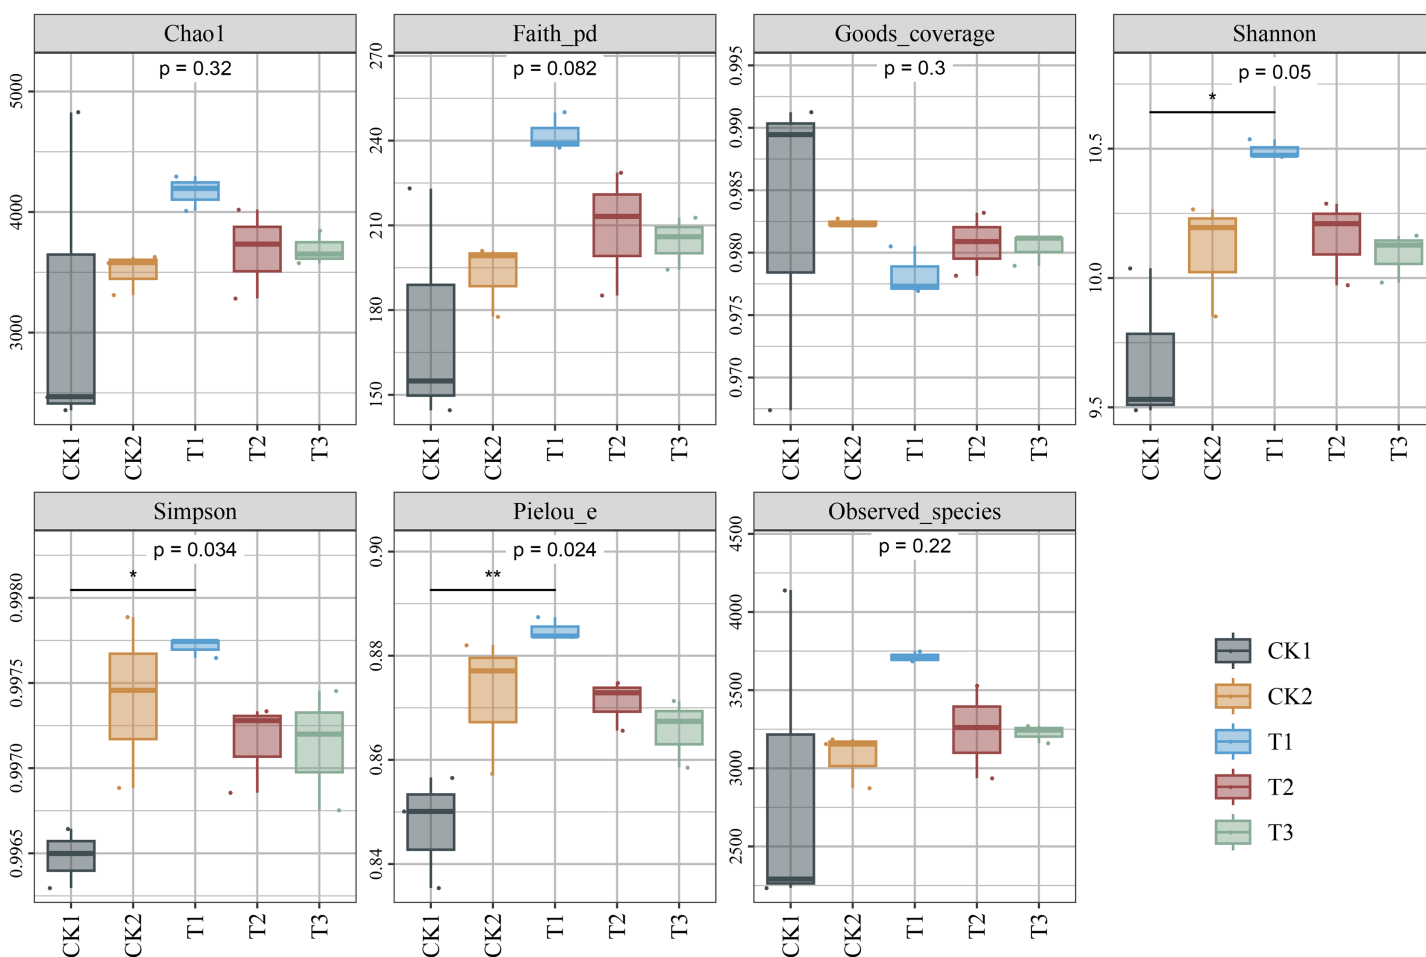 Chao1
p = 0.32
5000
4000
3000
CK1
CK2
T1
T2
T3
Faith_pd
p = 0.082
270
240
210
180
150
CK1
CK2
T1
T2
T3
Goods_coverage
p = 0.3
0.995
0.990
0.985
0.980
0.975
0.970
CK1
CK2
T1
T2
T3
Shannon
p = 0.05
*
10.5
10.0
9.5
CK1
CK2
T1
T2
T3
Simpson
p = 0.034
*
0.9980
0.9975
0.9970
0.9965
CK1
CK2
T1
T2
T3
Pielou_e
p = 0.024
**
0.90
0.88
0.86
0.84
CK1
CK2
T1
T2
T3
Observed_species
p = 0.22
4500
4000
3500
3000
2500
CK1
CK2
T1
T2
T3
CK1
CK2
T1
T2
T3